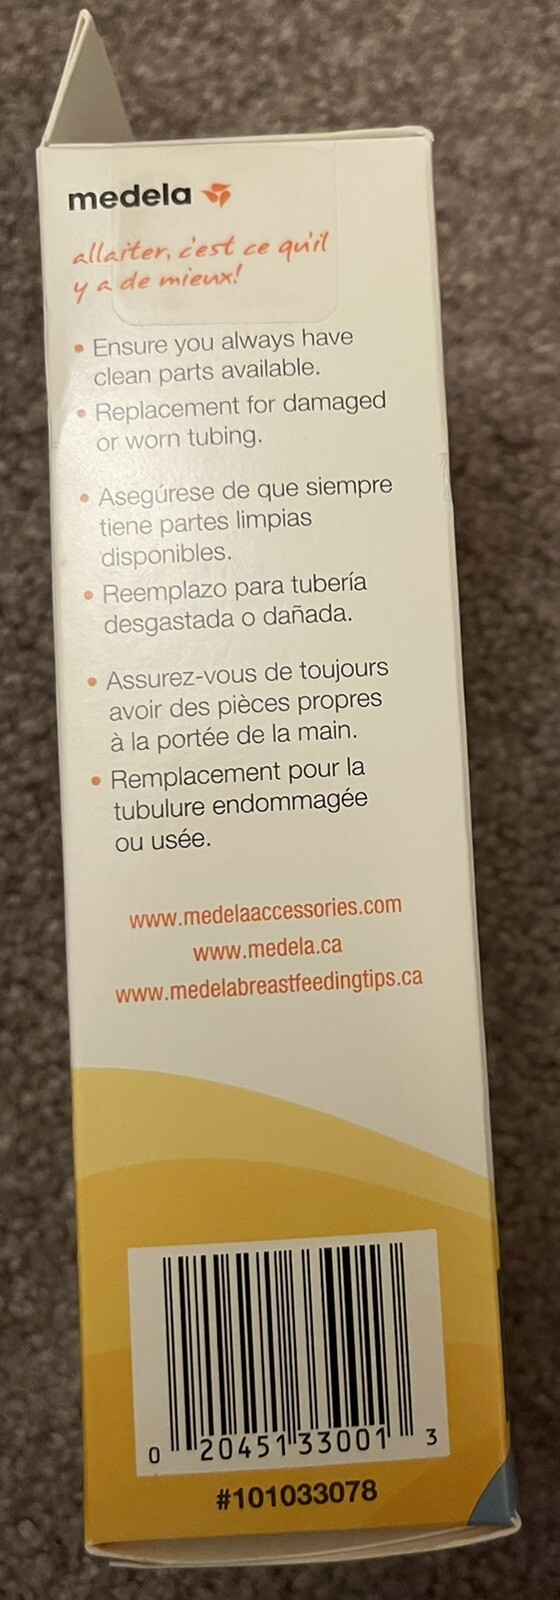 medela
allaiter, c'est ce qu'il
y a de mieux!
• Ensure you always have
clean parts available.
• Replacement for damaged
or worn tubing.
• Asegúrese de que siempre
tiene partes limpias
disponibles.
• Reemplazo para tubería
desgastada o dañada.
• Assurez-vous de toujours
avoir des pièces propres
à la portée de la main.
• Remplacement pour la
tubulure endommagée
ou usée.
www.medelaaccessories.com
www.medela.ca
www.medelabreastfeedingtips.ca
0 20451 33001 3
#101033078